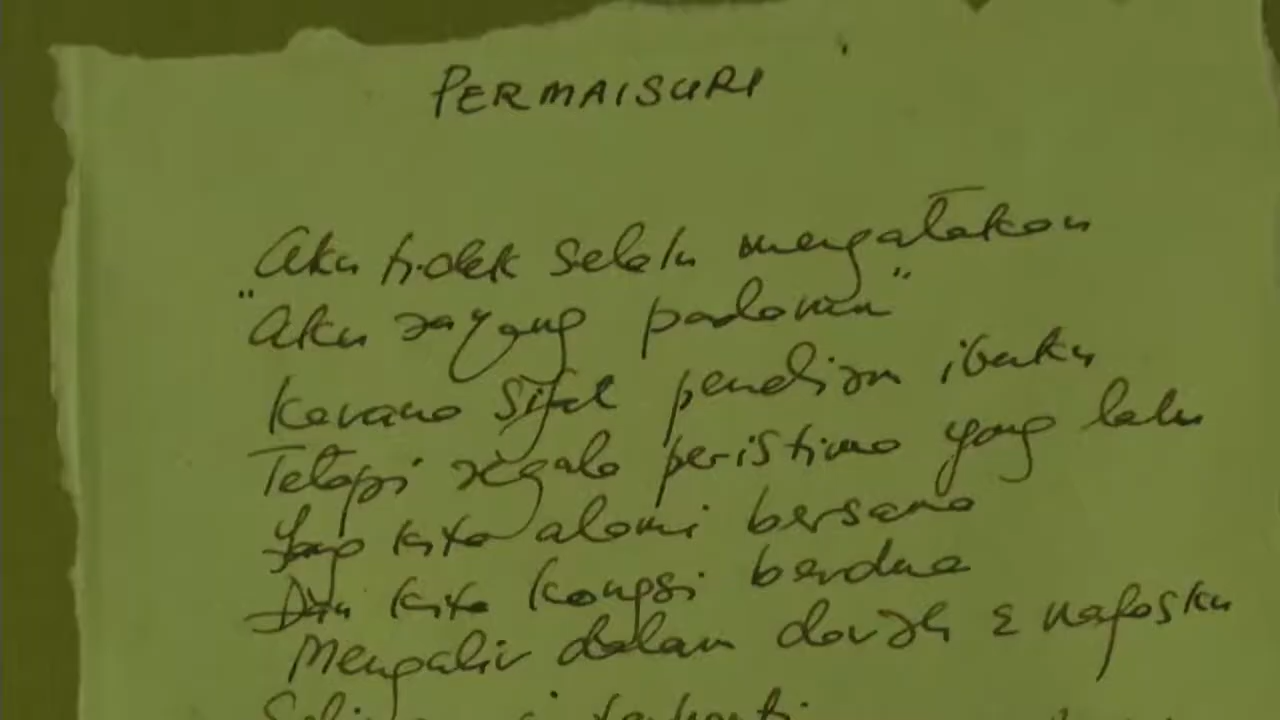 PERMAISURI
Aku tidak selalu mengatakan
"Aku sayang padamu"
Kerana sifat pendiam ibuku
Tetapi segala peristiwa yang lalu
Yang kita alami bersama
Dan kita kongsi berdua
Mengalir dalam darah & nafasku